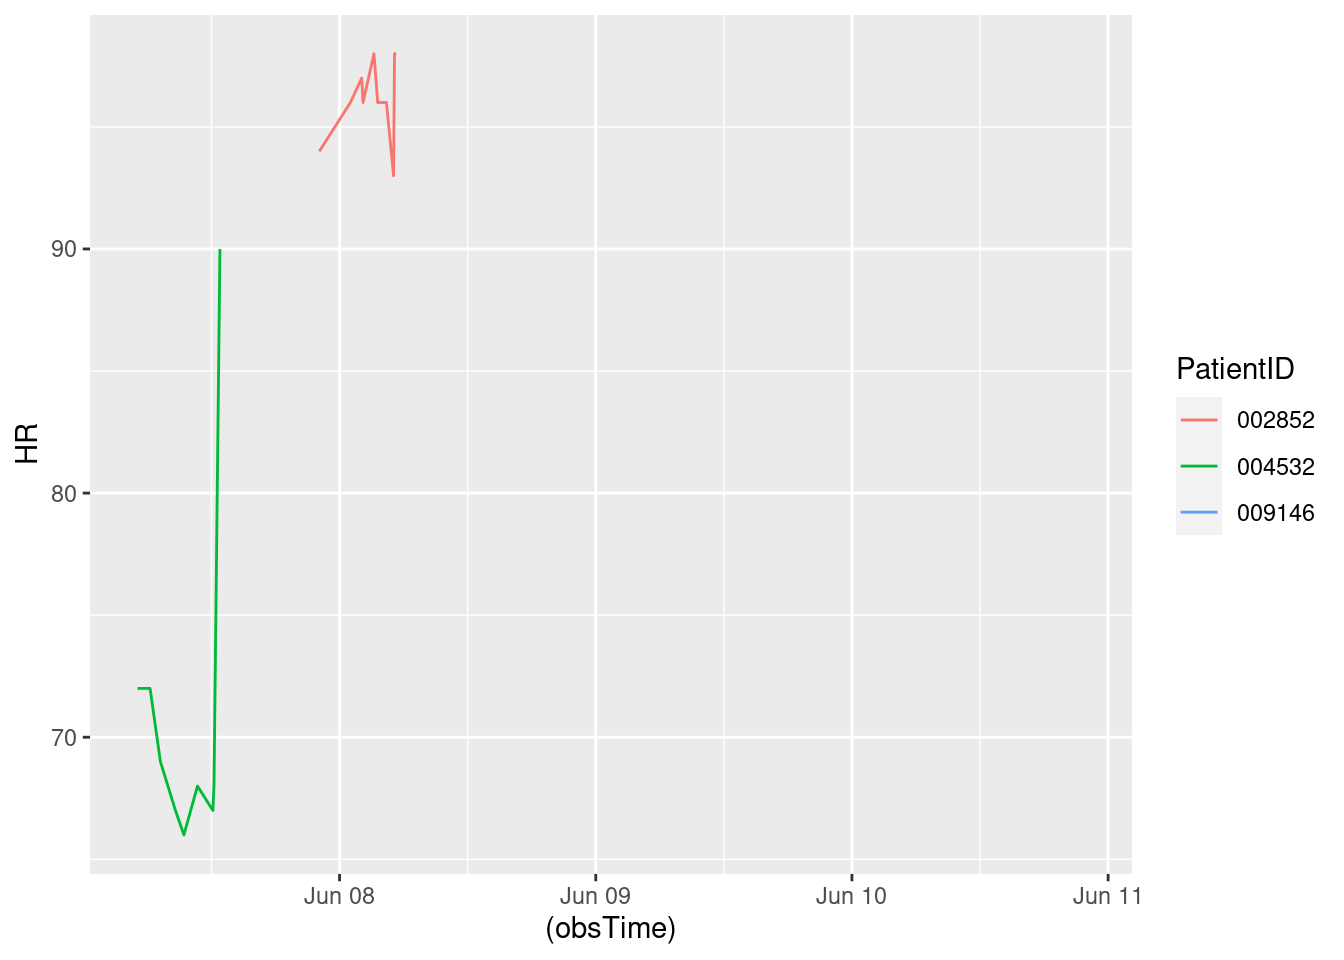 90
80
70
HR
Jun 08
Jun 09
Jun 10
Jun 11
(obsTime)
PatientID
002852
004532
009146